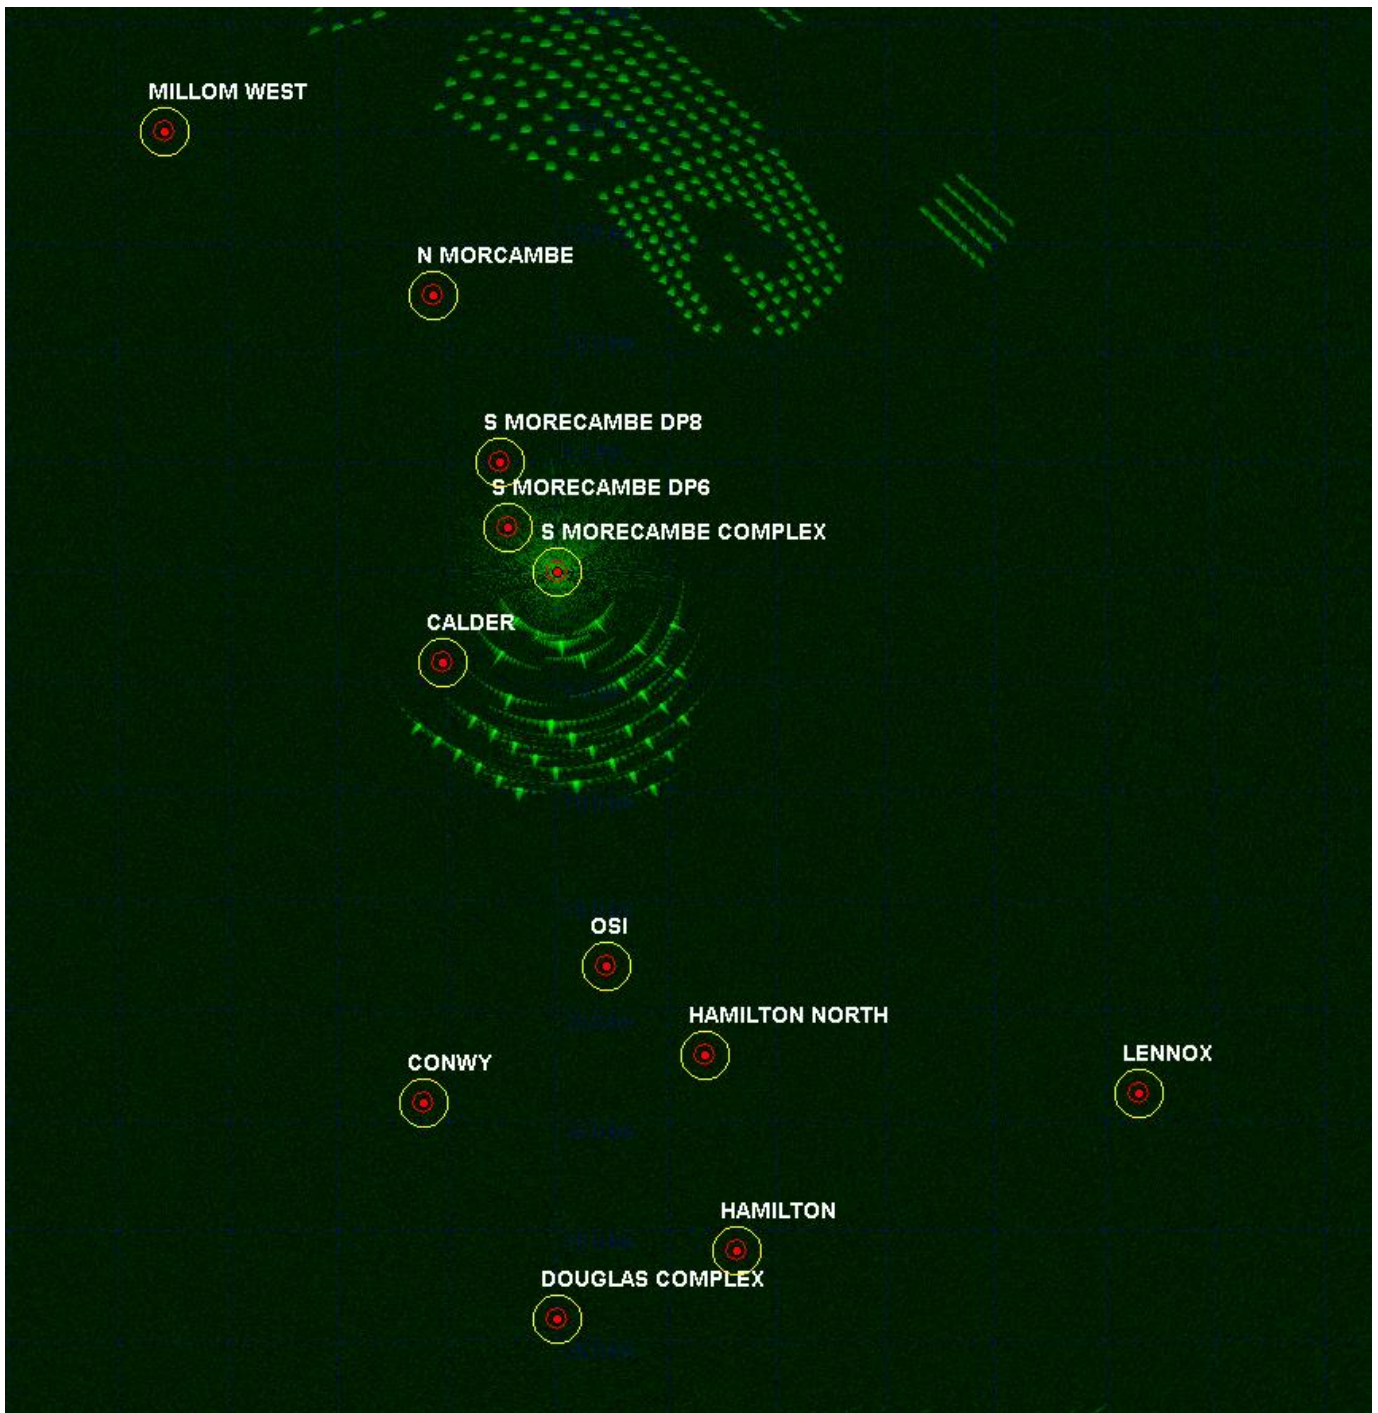 MILLOM WEST
N MORCAMBE
S MORECAMBE DP8
S MORECAMBE DP6
S MORECAMBE COMPLEX
CALDER
OSI
HAMILTON NORTH
CONWY
LENNOX
HAMILTON
DOUGLAS COMPLEX